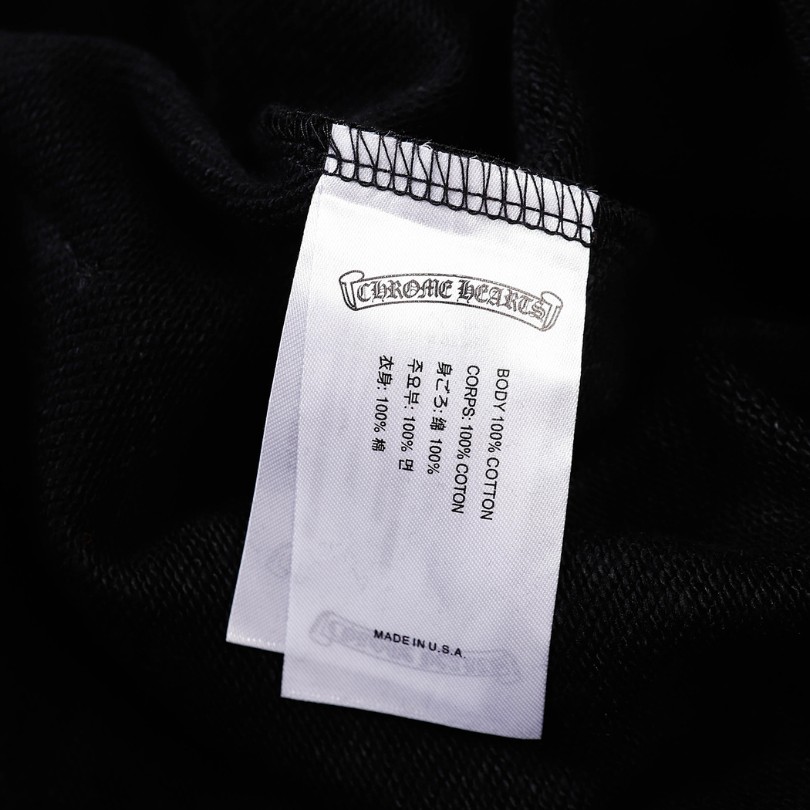 CHROME HEARTS
BODY 100% COTTON
CORPS: 100% COTON
身ごろ: 綿 100%
주요부: 100% 면
衣身: 100% 棉
MADE IN U.S.A.